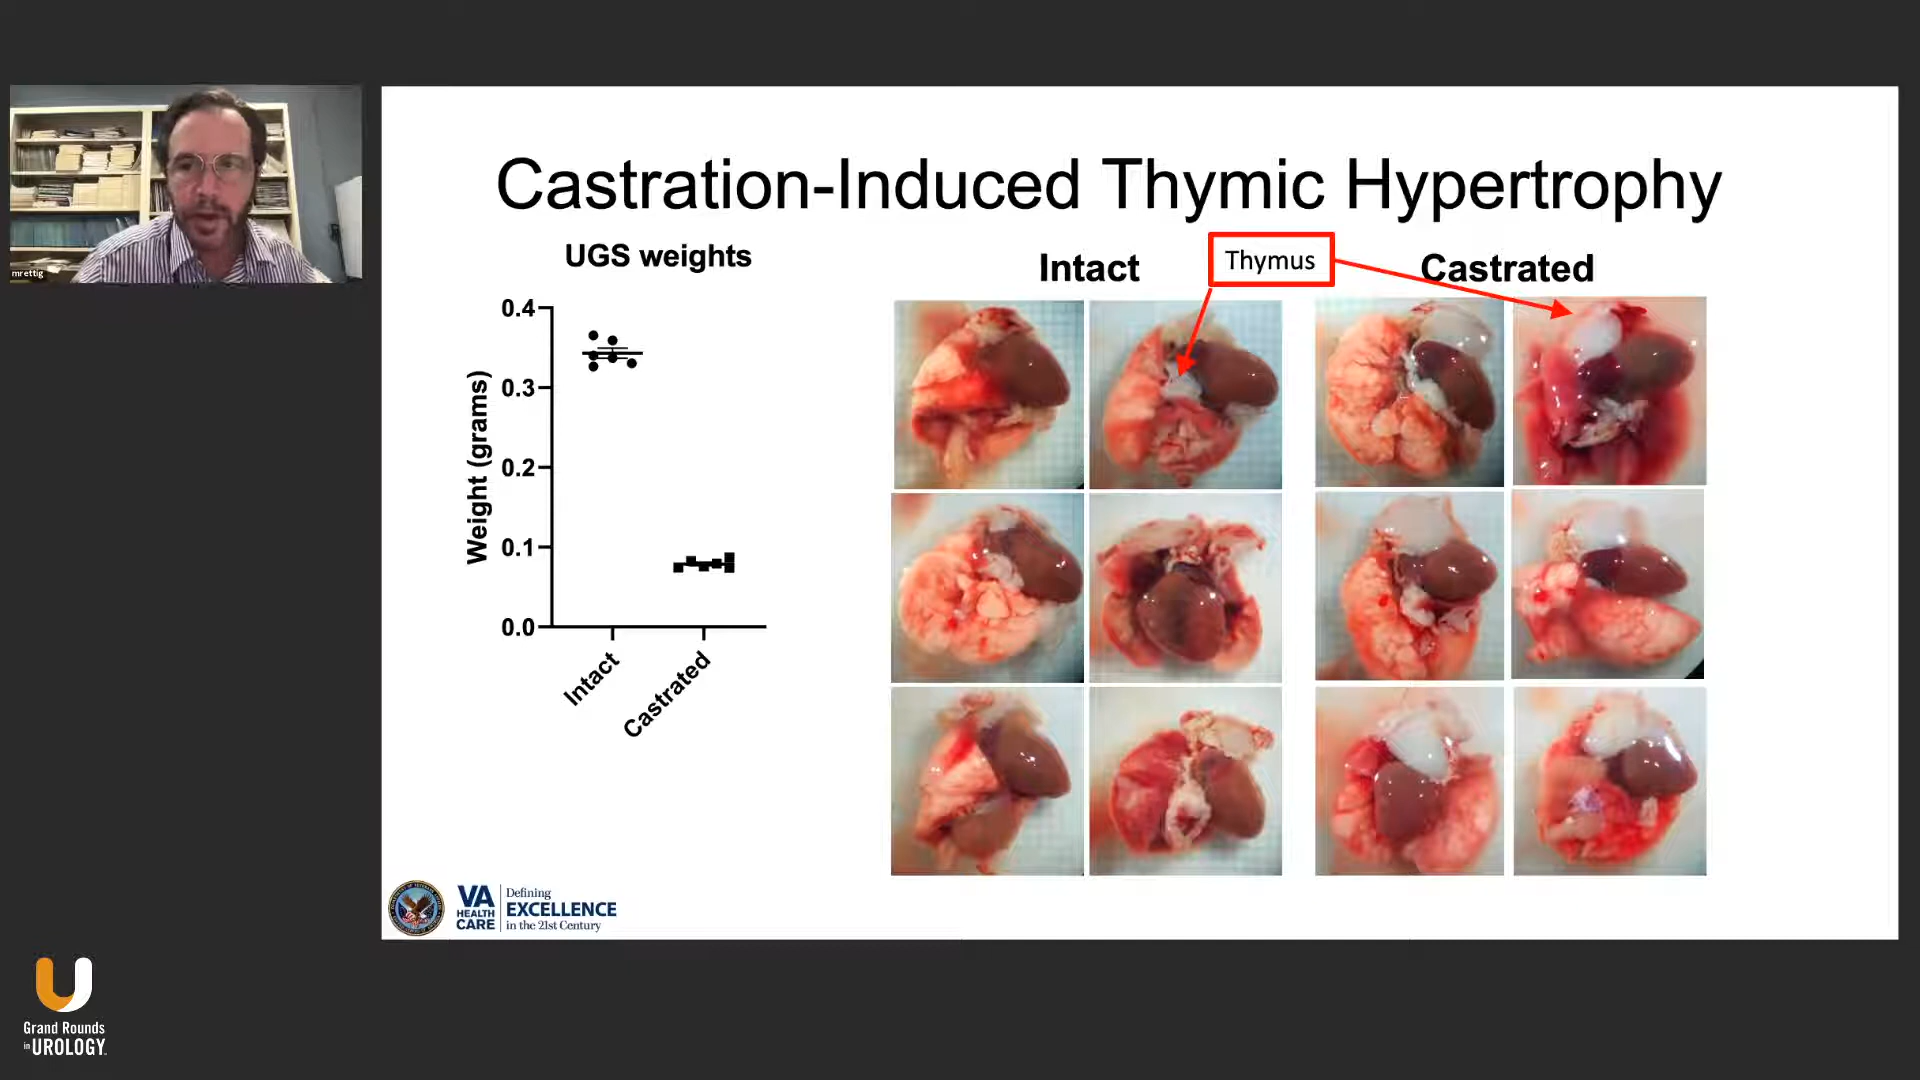 mrettig
Castration-Induced Thymic Hypertrophy
UGS weights
Weight (grams)
0.4
0.3
0.2
0.1
0.0
Intact
Castrated
Intact
Thymus
Castrated
VA
HEALTH
CARE
Defining
EXCELLENCE
in the 21st Century
Grand Rounds
in UROLOGY